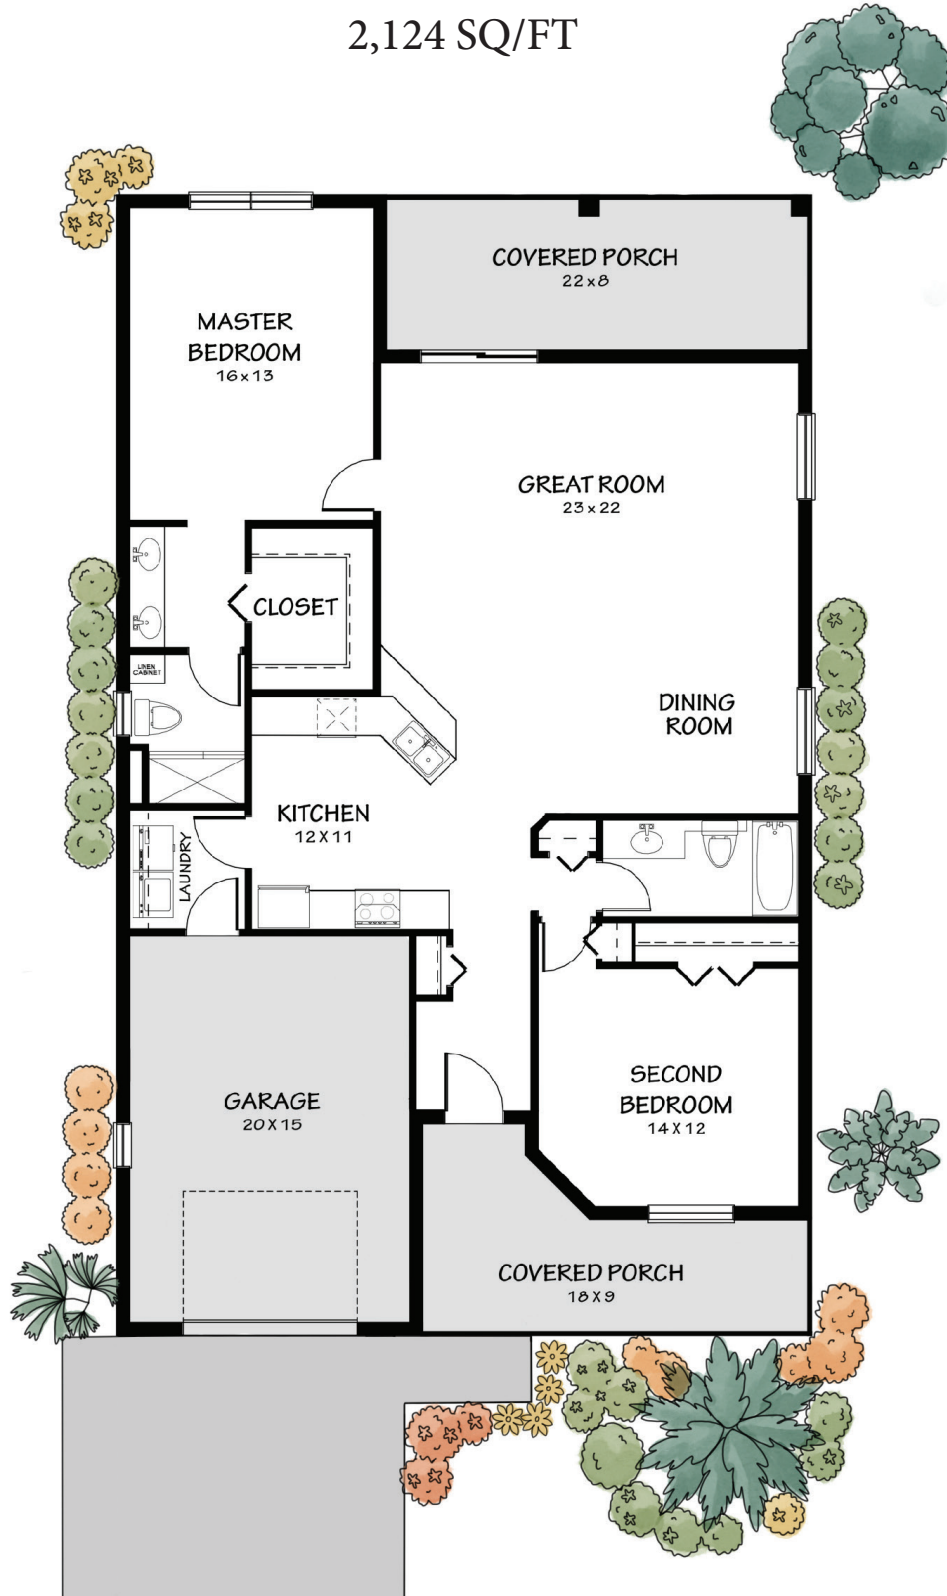 2,124 SQ/FT
COVERED PORCH
22x8
MASTER
BEDROOM
16x13
GREAT ROOM
23x22
CLOSET
LINEN
CABINET
DINING
ROOM
KITCHEN
12X11
LAUNDRY
GARAGE
20X15
SECOND
BEDROOM
14X12
COVERED PORCH
18X9